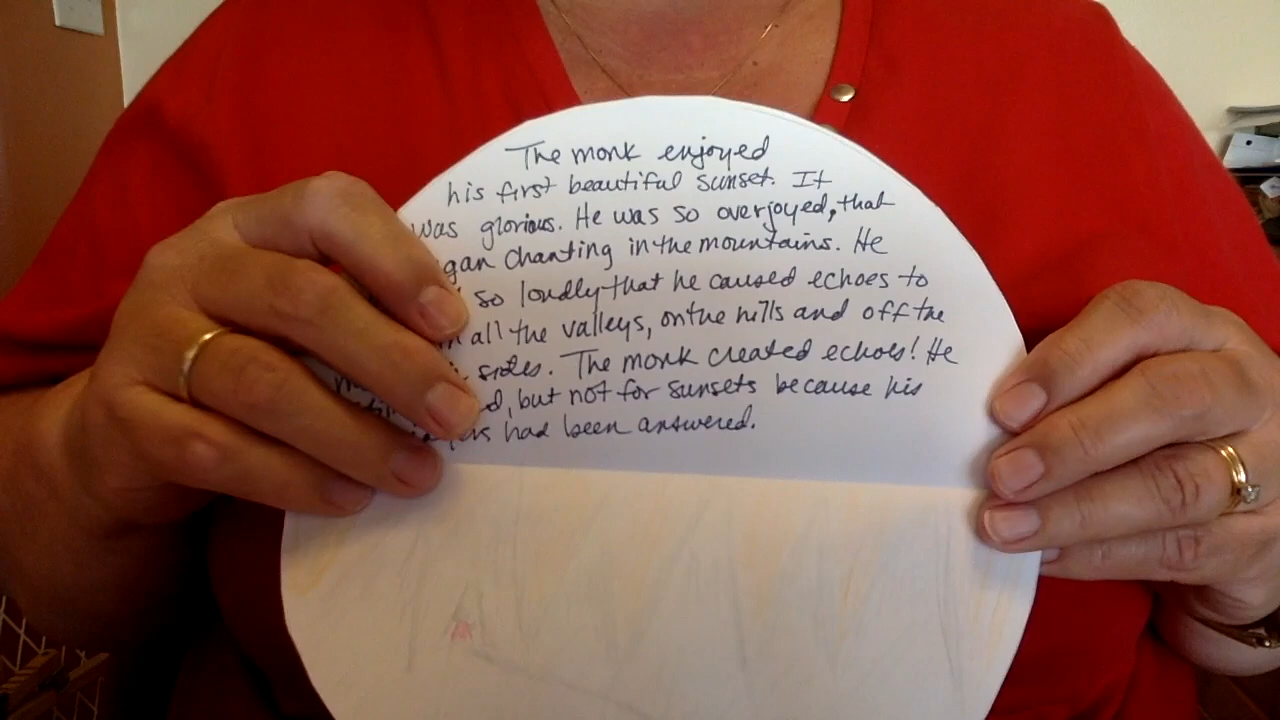 The monk enjoyed
his first beautiful sunset. It
was glorious. He was so overjoyed, that
gan chanting in the mountains. He
so loudly that he caused echoes to
all the valleys, on the hills and off the
sides. The monk created echoes! He
d, but not for sunsets because his
had been answered.